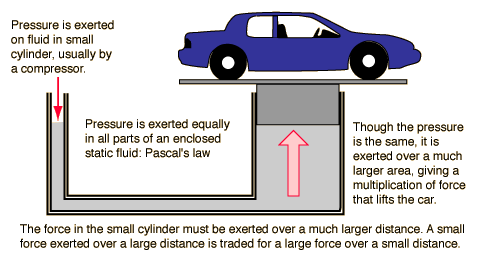 Pressure is exerted
on fluid in small
cylinder, usually by
a compressor.
Pressure is exerted equally
in all parts of an enclosed
static fluid: Pascal's law
Though the pressure
is the same, it is
exerted over a much
larger area, giving a
multiplication of force
that lifts the car.
The force in the small cylinder must be exerted over a much larger distance. A small
force exerted over a large distance is traded for a large force over a small distance.